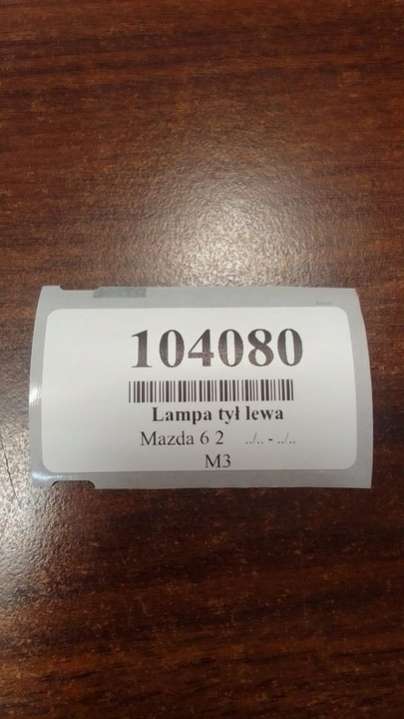 104080
Lampa tył lewa
Mazda 6 2 ../.. - ../..
M3